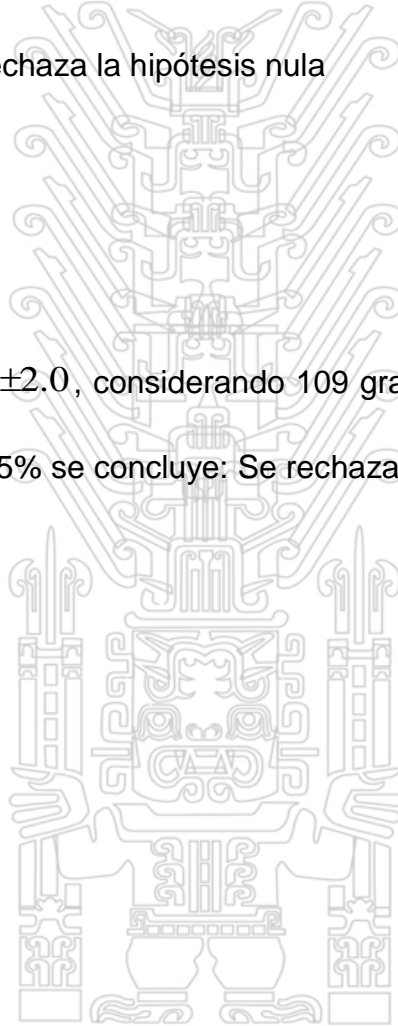 echaza la hipótesis nula
±2.0, considerando 109 gra
5% se concluye: Se rechaza